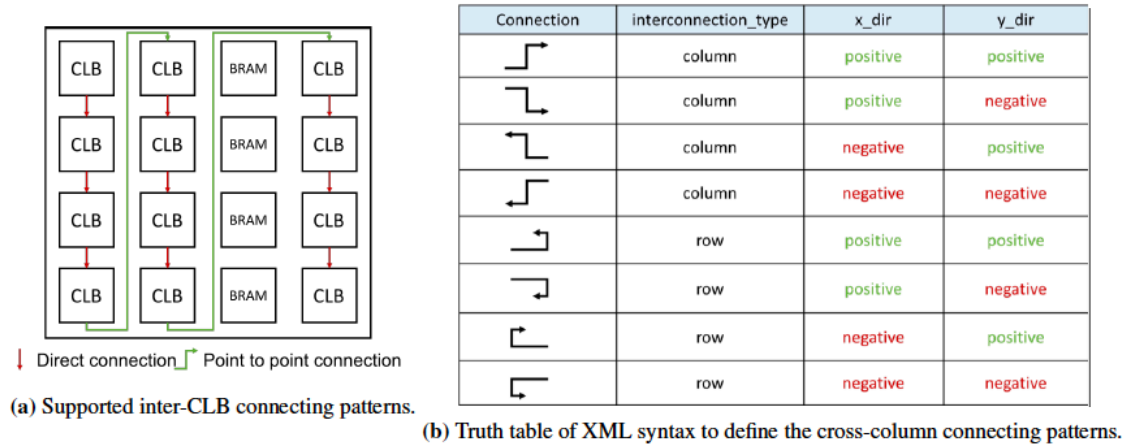 CLB CLB BRAM CLB
CLB CLB BRAM CLB
CLB CLB BRAM CLB
CLB CLB BRAM CLB
Direct connection Point to point connection
(a) Supported inter-CLB connecting patterns.
Connection interconnection_type x_dir y_dir
column positive positive
column positive negative
column negative positive
column negative negative
row positive positive
row positive negative
row negative positive
row negative negative
(b) Truth table of XML syntax to define the cross-column connecting patterns.